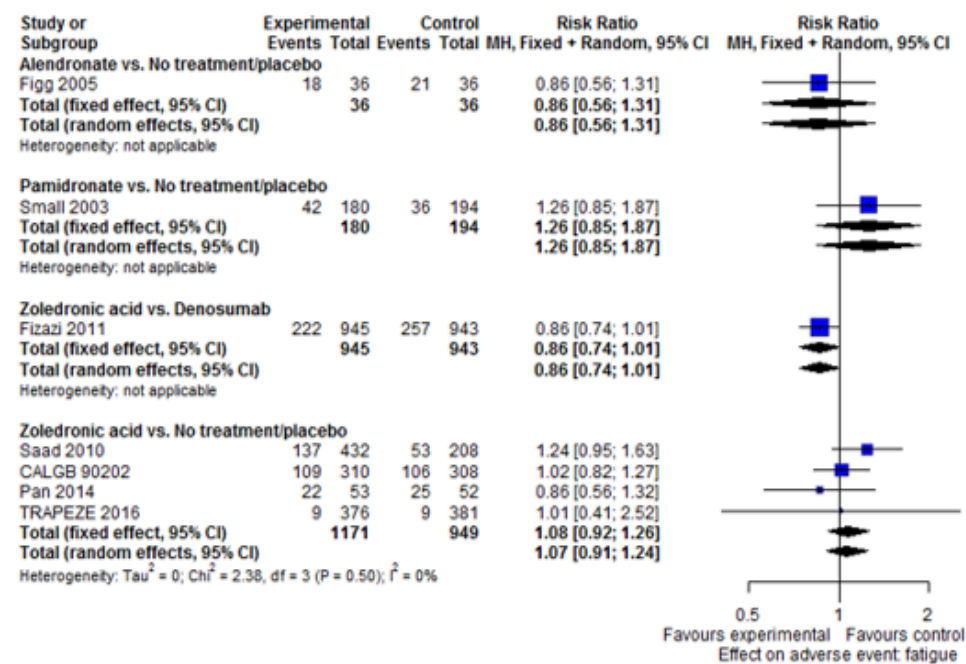 Study or Experimental Control Risk Ratio Risk Ratio
Subgroup Events Total Events Total MH, Fixed + Random, 95% CI MH, Fixed + Random, 95% CI
Alendronate vs. No treatment/placebo
Figg 2005 18 36 21 36 0.86 [0.56; 1.31]
Total (fixed effect, 95% CI) 36 36 0.86 [0.56; 1.31]
Total (random effects, 95% CI) 0.86 [0.56; 1.31]
Heterogeneity: not applicable
Pamidronate vs. No treatment/placebo
Small 2003 42 180 36 194 1.26 [0.85; 1.87]
Total (fixed effect, 95% CI) 180 194 1.26 [0.85; 1.87]
Total (random effects, 95% CI) 1.26 [0.85; 1.87]
Heterogeneity: not applicable
Zoledronic acid vs. Denosumab
Fizazi 2011 222 945 257 943 0.86 [0.74; 1.01]
Total (fixed effect, 95% CI) 945 943 0.86 [0.74; 1.01]
Total (random effects, 95% CI) 0.86 [0.74; 1.01]
Heterogeneity: not applicable
Zoledronic acid vs. No treatment/placebo
Saad 2010 137 432 53 208 1.24 [0.95; 1.63]
CALGB 90202 109 310 106 308 1.02 [0.82; 1.27]
Pan 2014 22 53 25 52 0.86 [0.56; 1.32]
TRAPEZE 2016 9 376 9 381 1.01 [0.41; 2.52]
Total (fixed effect, 95% CI) 1171 949 1.08 [0.92; 1.26]
Total (random effects, 95% CI) 1.07 [0.91; 1.24]
Heterogeneity: Tau² = 0; Chi² = 2.38, df = 3 (P = 0.50); I² = 0%
0.5 1 2
Favours experimental Favours control
Effect on adverse event: fatigue